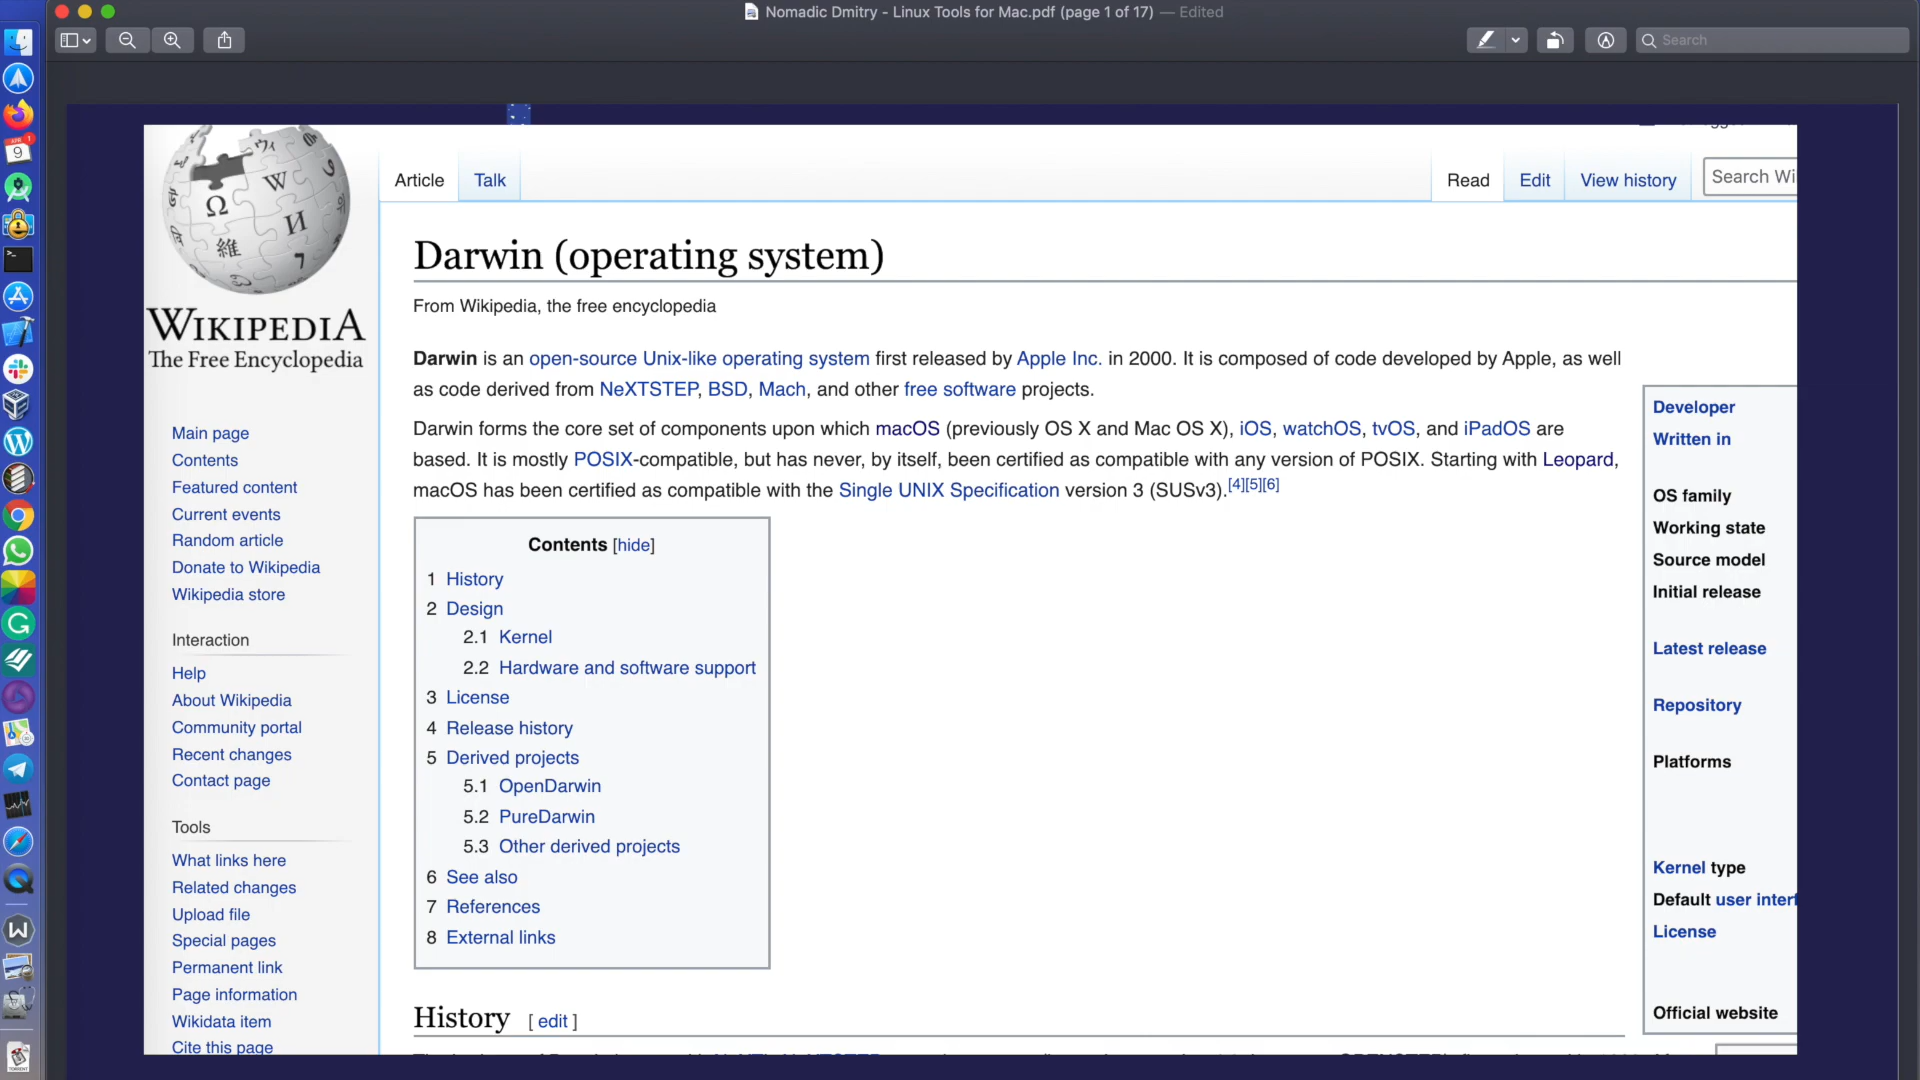 Nomadic Dmitry - Linux Tools for Mac.pdf (page 1 of 17) — Edited
Search
Article
Talk
Read
Edit
View history
Search Wi
WIKIPEDIA
The Free Encyclopedia
Darwin (operating system)
From Wikipedia, the free encyclopedia
Darwin is an open-source Unix-like operating system first released by Apple Inc. in 2000. It is composed of code developed by Apple, as well
as code derived from NeXTSTEP, BSD, Mach, and other free software projects.
Darwin forms the core set of components upon which macOS (previously OS X and Mac OS X), iOS, watchOS, tvOS, and iPadOS are
based. It is mostly POSIX-compatible, but has never, by itself, been certified as compatible with any version of POSIX. Starting with Leopard,
macOS has been certified as compatible with the Single UNIX Specification version 3 (SUSv3).[4][5][6]
Main page
Contents
Featured content
Current events
Random article
Donate to Wikipedia
Wikipedia store
Interaction
Help
About Wikipedia
Community portal
Recent changes
Contact page
Tools
What links here
Related changes
Upload file
Special pages
Permanent link
Page information
Wikidata item
Cite this page
Contents [hide]
1 History
2 Design
2.1 Kernel
2.2 Hardware and software support
3 License
4 Release history
5 Derived projects
5.1 OpenDarwin
5.2 PureDarwin
5.3 Other derived projects
6 See also
7 References
8 External links
History [ edit ]
Developer
Written in
OS family
Working state
Source model
Initial release
Latest release
Repository
Platforms
Kernel type
Default user interf
License
Official website